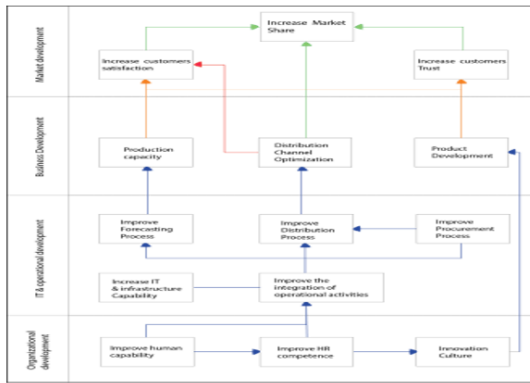 Market development
Increase Market
Share
Increase customers
satisfaction
Increase customers
Trust
Business Development
Production
capacity
Distribution
Channel
Optimization
Product
Development
IT & operational development
Improve
Forecasting
Process
Improve
Distribution
Process
Improve
Procurement
Process
Increase IT
& infrastructure
Capability
Improve the
integration of
operational activities
Organizational
development
Improve human
capability
Improve HR
competence
Innovation
Culture